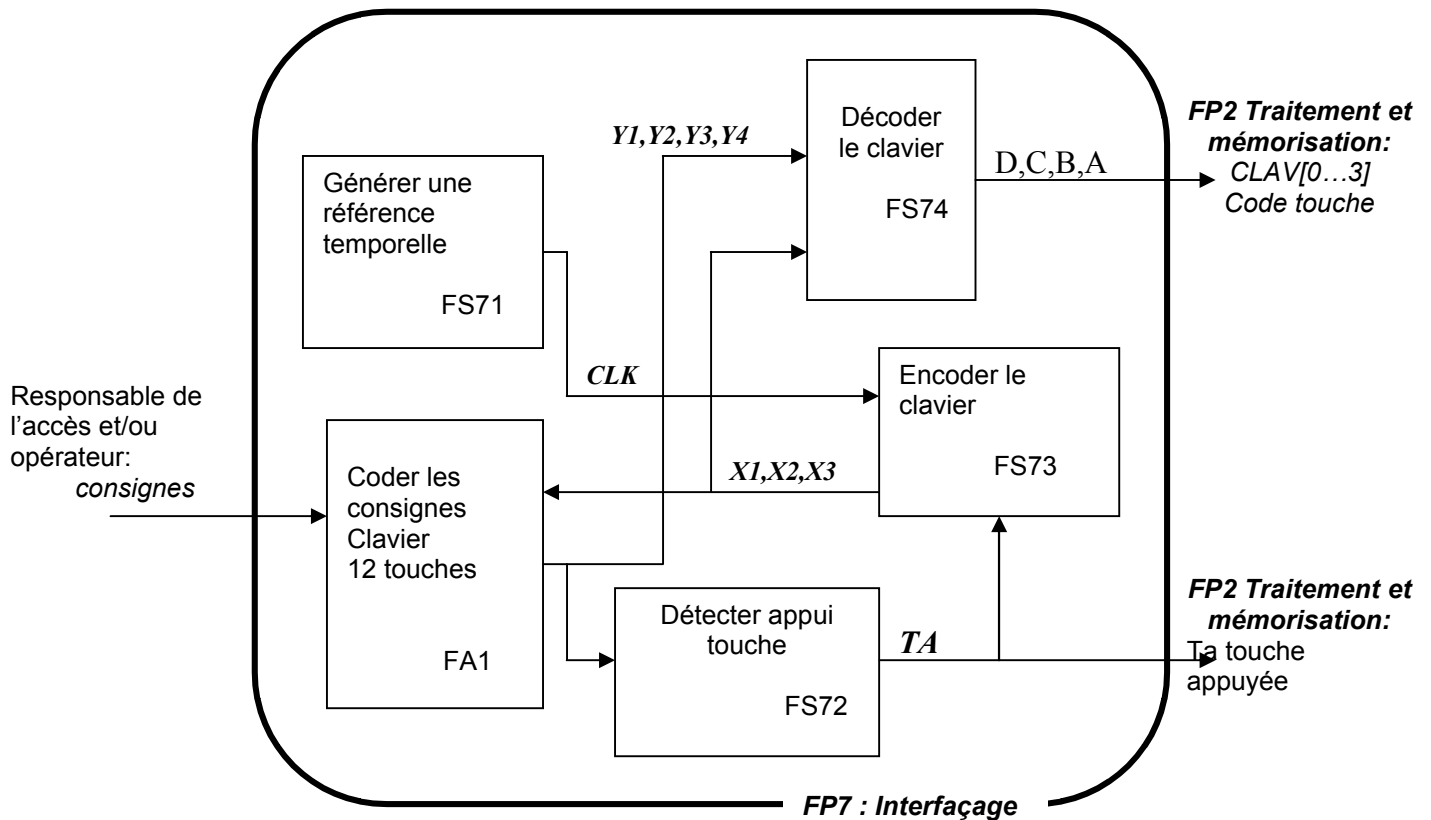 Y1,Y2,Y3,Y4
Décoder
le clavier
FS74
D,C,B,A
FP2 Traitement et
mémorisation:
CLAV[0…3]
Code touche
Générer une
référence
temporelle
FS71
CLK
Encoder le
clavier
FS73
Responsable de
l’accès et/ou
opérateur:
consignes
Coder les
consignes
Clavier
12 touches
FA1
X1,X2,X3
Détecter appui
touche
FS72
TA
FP2 Traitement et
mémorisation:
Ta touche
appuyée
FP7 : Interfaçage